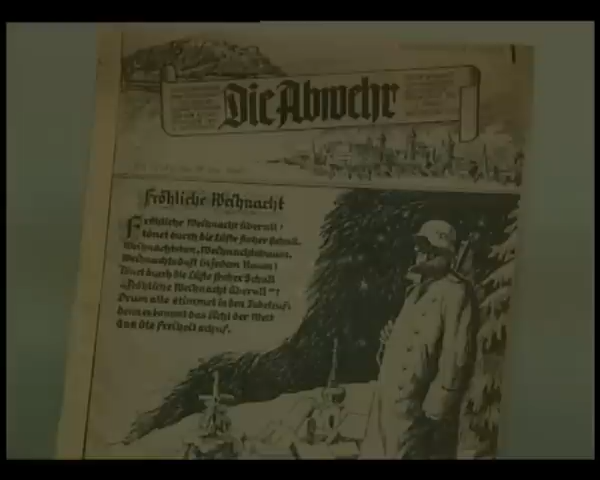 Die Abwehr
Fröhliche Weihnacht
Fröhliche Weihnacht überall!
tönet durch die Lüfte froher Schall.
Weihnachtston, Weihnachtsbaum,
Weihnachtsduft in jedem Raum!
Tönet durch die Lüfte froher Schall
„Fröhliche Weihnacht überall"!
Drum alle stimmet in den Jubelruf,
denn es kommt das Licht der Welt
das die Freiheit schuf.